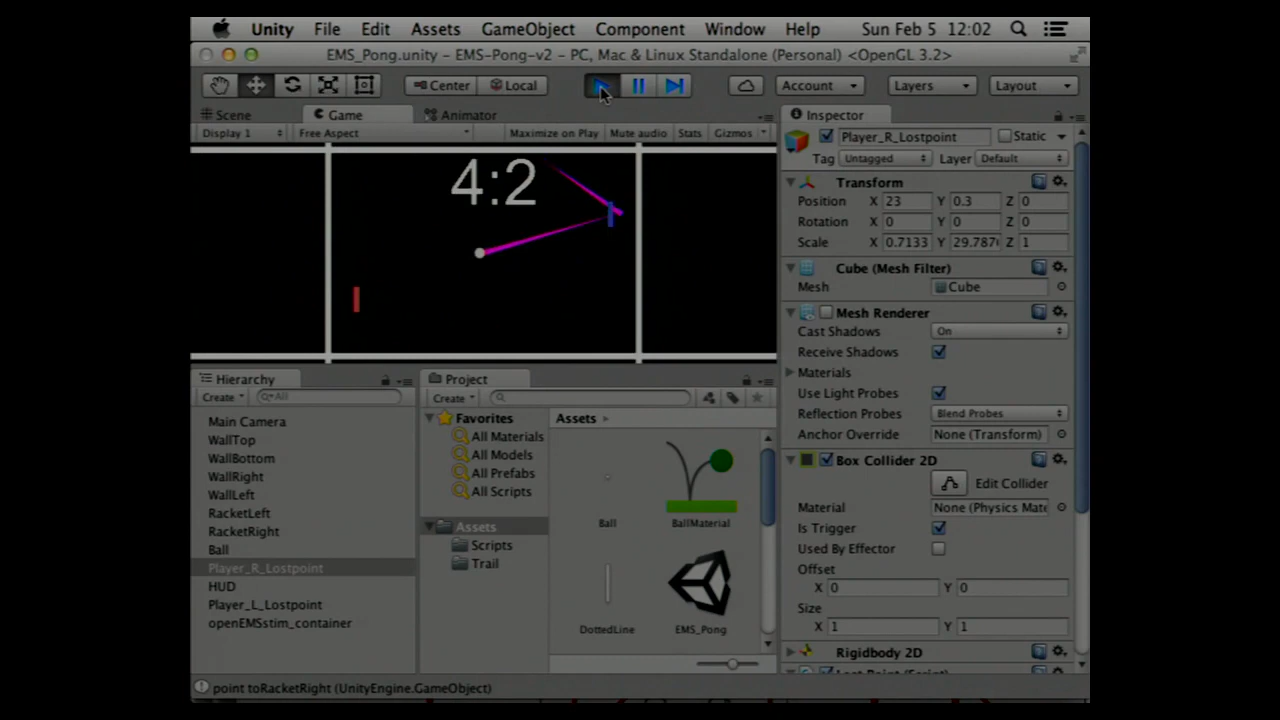 Unity File Edit Assets GameObject Component Window Help Sun Feb 5 12:02
EMS_Pong.unity – EMS-Pong-v2 – PC, Mac & Linux Standalone (Personal) <OpenGL 3.2>
Center Local Account Layers Layout
Scene Game Animator
Display 1 Free Aspect Maximize on Play Mute audio Stats Gizmos
4:2
Hierarchy
Create All
Main Camera
WallTop
WallBottom
WallRight
WallLeft
RacketLeft
RacketRight
Ball
Player_R_Lostpoint
HUD
Player_L_Lostpoint
openEMSstim_container
Project
Create
Favorites
All Materials
All Models
All Prefabs
All Scripts
Assets
Scripts
Trail
Assets
Ball BallMaterial
DottedLine EMS_Pong
Inspector
Player_R_Lostpoint Static
Tag Untagged Layer Default
Transform
Position X 23 Y 0.3 Z 0
Rotation X 0 Y 0 Z 0
Scale X 0.7133 Y 29.787 Z 1
Cube (Mesh Filter)
Mesh Cube
Mesh Renderer
Cast Shadows On
Receive Shadows
Materials
Use Light Probes
Reflection Probes Blend Probes
Anchor Override None (Transform)
Box Collider 2D
Edit Collider
Material None (Physics Mate
Is Trigger
Used By Effector
Offset
X 0 Y 0
Size
X 1 Y 1
Rigidbody 2D
point toRacketRight (UnityEngine.GameObject)